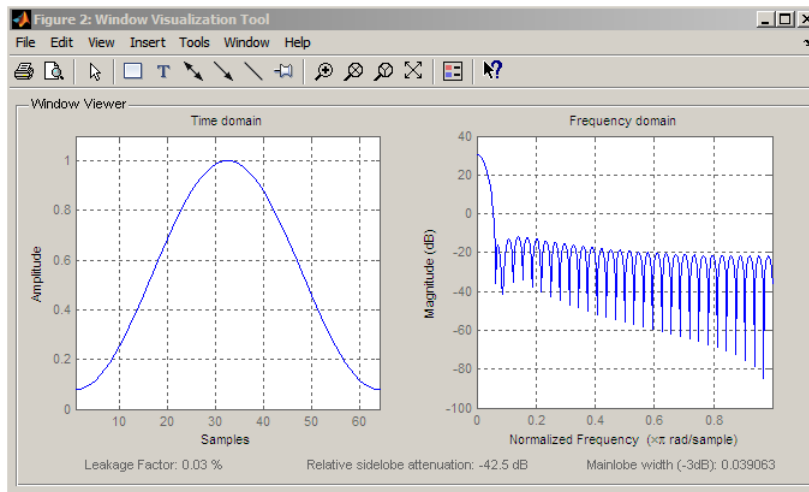 Figure 2: Window Visualization Tool
File Edit View Insert Tools Window Help
T
?
Window Viewer
Time domain
1
0.8
0.6
0.4
0.2
0
10 20 30 40 50 60
Amplitude
Samples
Frequency domain
40
20
0
-20
-40
-60
-80
-100
0 0.2 0.4 0.6 0.8
Magnitude (dB)
Normalized Frequency (×π rad/sample)
Leakage Factor: 0.03 % Relative sidelobe attenuation: -42.5 dB Mainlobe width (-3dB): 0.039063